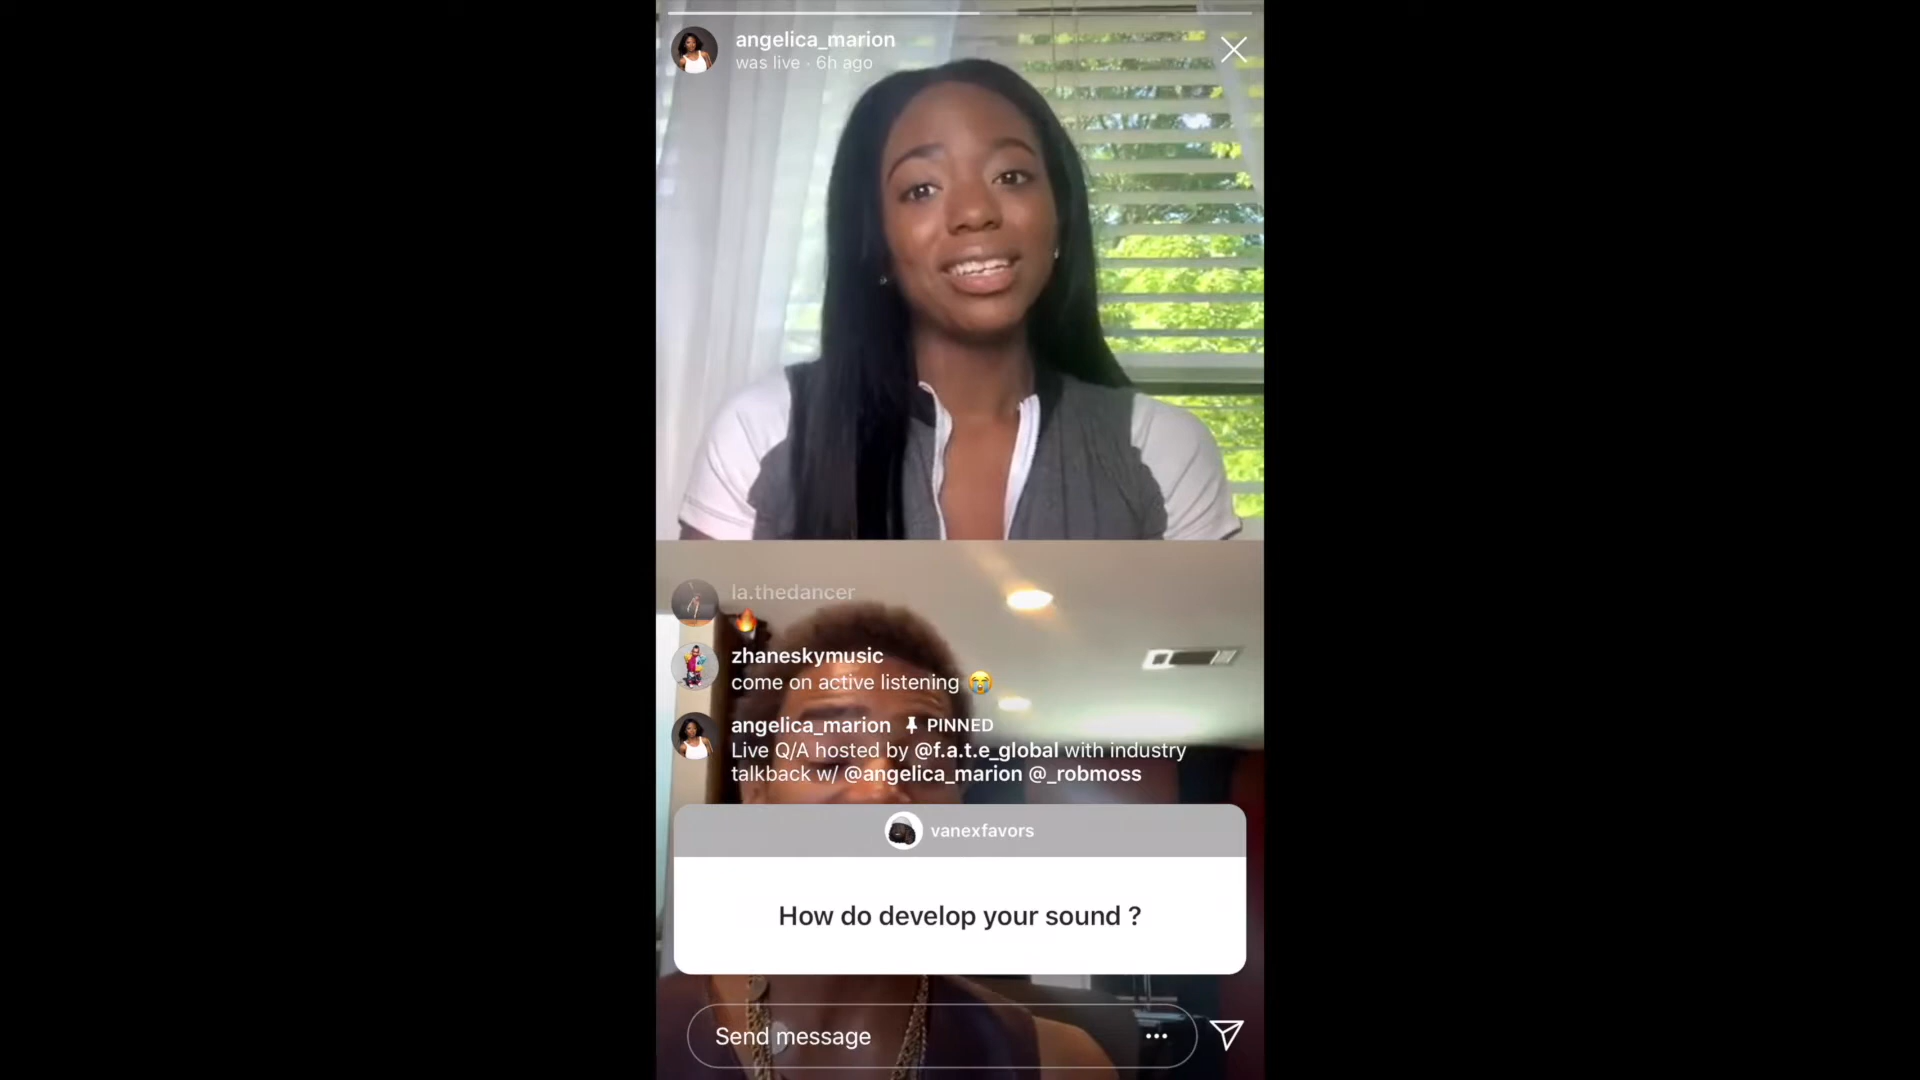 angelica_marion
was live · 6h ago
la.thedancer
🔥
zhaneskymusic
come on active listening 😭
angelica_marion PINNED
Live Q/A hosted by @f.a.t.e_global with industry
talkback w/ @angelica_marion @_robmoss
vanexfavors
How do develop your sound ?
Send message